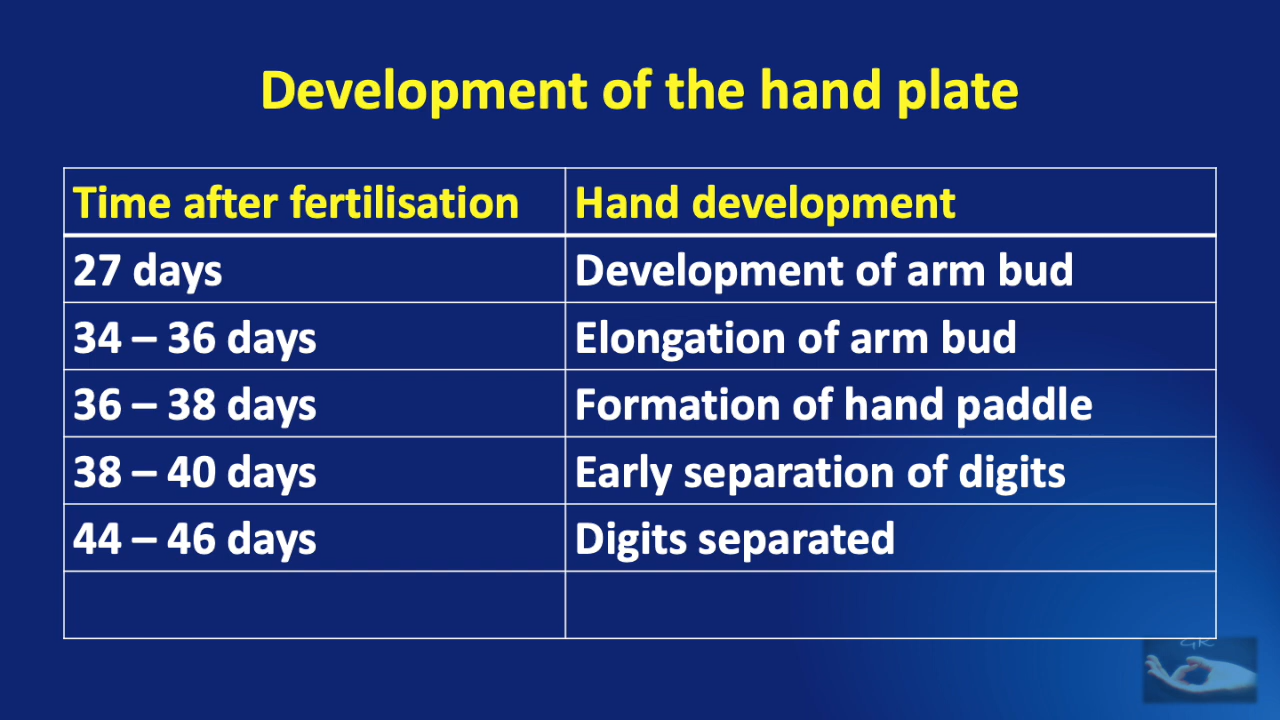 Development of the hand plate
Time after fertilisation Hand development
27 days Development of arm bud
34 – 36 days Elongation of arm bud
36 – 38 days Formation of hand paddle
38 – 40 days Early separation of digits
44 – 46 days Digits separated